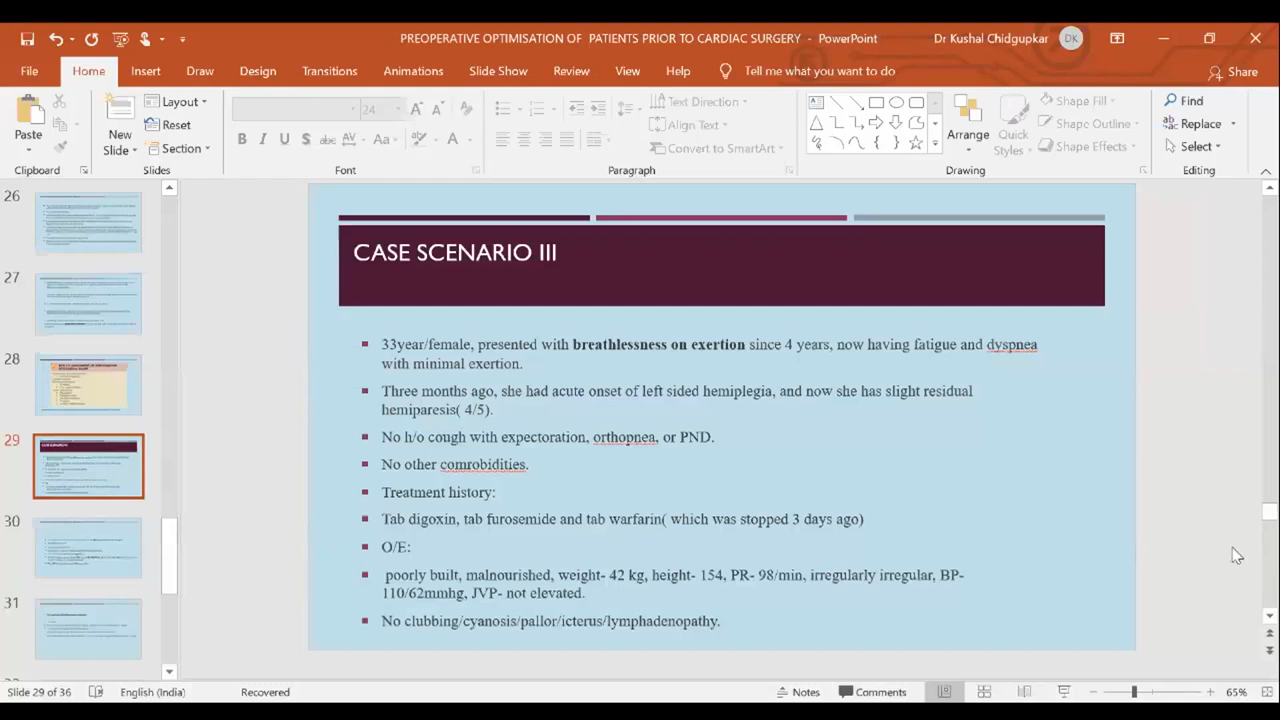 PREOPERATIVE OPTIMISATION OF PATIENTS PRIOR TO CARDIAC SURGERY - PowerPoint
Dr Kushal Chidgupkar
DK
File Home Insert Draw Design Transitions Animations Slide Show Review View Help Tell me what you want to do Share
Paste
Clipboard
New Slide
Layout
Reset
Section
Slides
24
Font
Text Direction
Align Text
Convert to SmartArt
Paragraph
Arrange
Quick Styles
Shape Fill
Shape Outline
Shape Effects
Drawing
Find
Replace
Select
Editing
26
27
28
29
30
31
CASE SCENARIO III
33year/female, presented with breathlessness on exertion since 4 years, now having fatigue and dyspnea
with minimal exertion.
Three months ago, she had acute onset of left sided hemiplegia, and now she has slight residual
hemiparesis( 4/5).
No h/o cough with expectoration, orthopnea, or PND.
No other comrobidities.
Treatment history:
Tab digoxin, tab furosemide and tab warfarin( which was stopped 3 days ago)
O/E:
poorly built, malnourished, weight- 42 kg, height- 154, PR- 98/min, irregularly irregular, BP-
110/62mmhg, JVP- not elevated.
No clubbing/cyanosis/pallor/icterus/lymphadenopathy.
Slide 29 of 36 English (India) Recovered Notes Comments 65%